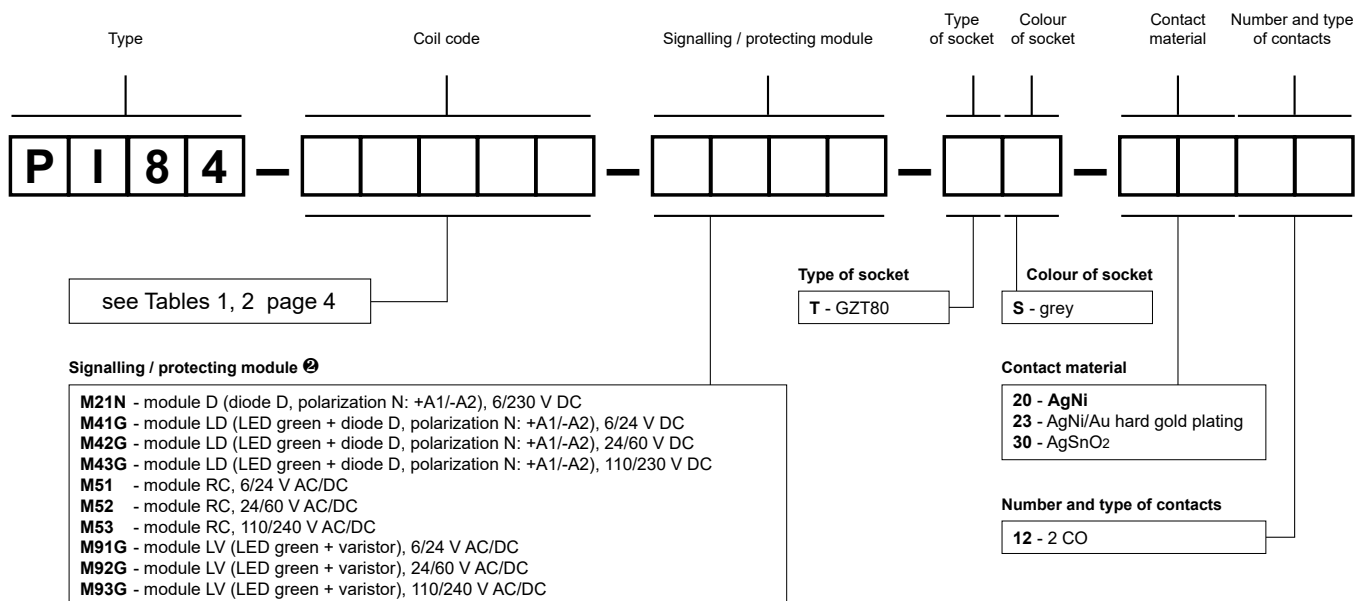 Type
Coil code
Signalling / protecting module
Type
of socket
Colour
of socket
Contact
material
Number and type
of contacts
P I 8 4 – – – –
see Tables 1, 2 page 4
Type of socket
T - GZT80
Colour of socket
S - grey
Signalling / protecting module ❷
M21N - module D (diode D, polarization N: +A1/-A2), 6/230 V DC
M41G - module LD (LED green + diode D, polarization N: +A1/-A2), 6/24 V DC
M42G - module LD (LED green + diode D, polarization N: +A1/-A2), 24/60 V DC
M43G - module LD (LED green + diode D, polarization N: +A1/-A2), 110/230 V DC
M51 - module RC, 6/24 V AC/DC
M52 - module RC, 24/60 V AC/DC
M53 - module RC, 110/240 V AC/DC
M91G - module LV (LED green + varistor), 6/24 V AC/DC
M92G - module LV (LED green + varistor), 24/60 V AC/DC
M93G - module LV (LED green + varistor), 110/240 V AC/DC
Contact material
20 - AgNi
23 - AgNi/Au hard gold plating
30 - AgSnO2
Number and type of contacts
12 - 2 CO